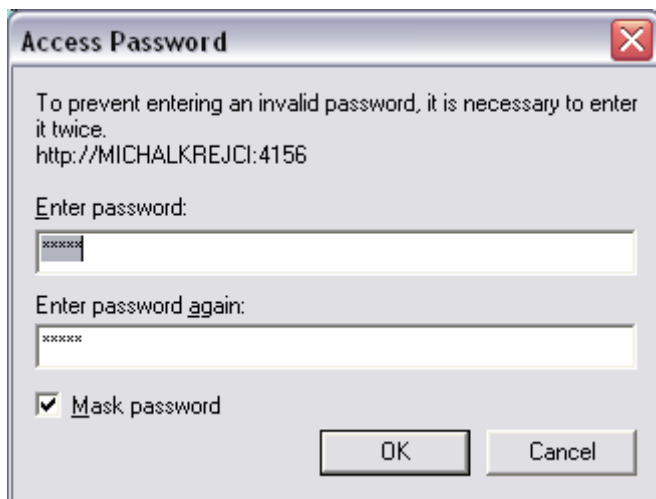 Access Password
To prevent entering an invalid password, it is necessary to enter
it twice.
http://MICHALKREJCI:4156
Enter password:
*****
Enter password again:
*****
Mask password
OK Cancel